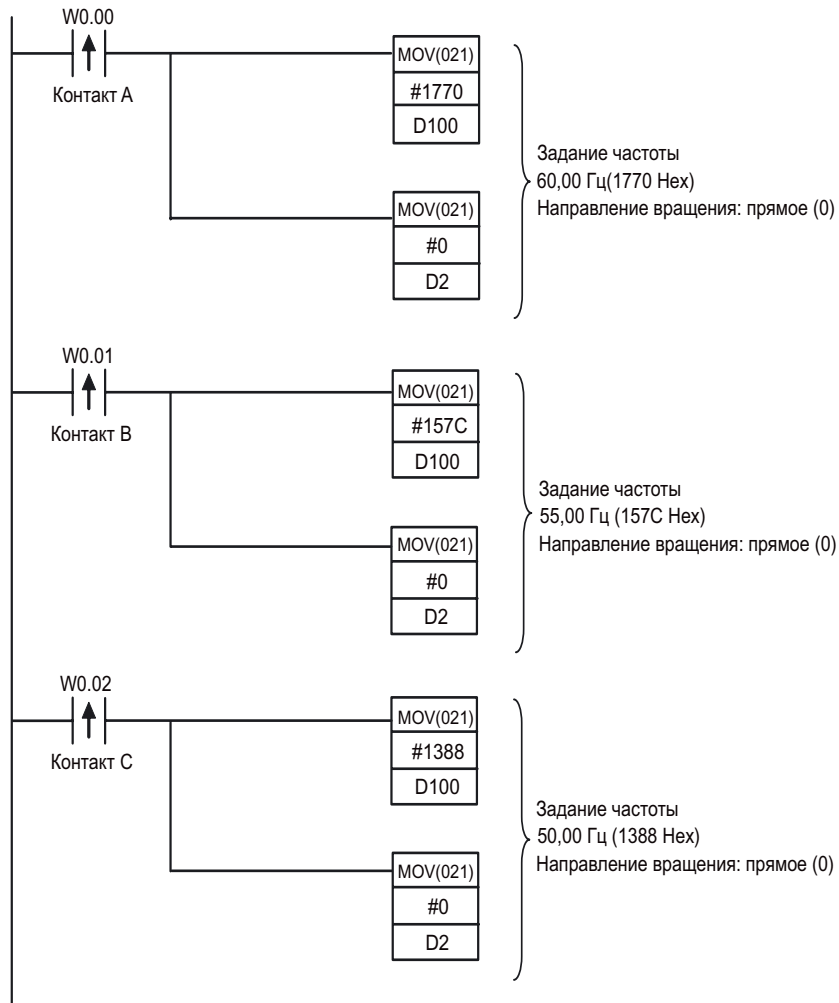 W0.00
Контакт A
MOV(021)
#1770
D100
MOV(021)
#0
D2
Задание частоты
60,00 Гц(1770 Hex)
Направление вращения: прямое (0)
W0.01
Контакт B
MOV(021)
#157C
D100
MOV(021)
#0
D2
Задание частоты
55,00 Гц (157C Hex)
Направление вращения: прямое (0)
W0.02
Контакт C
MOV(021)
#1388
D100
MOV(021)
#0
D2
Задание частоты
50,00 Гц (1388 Hex)
Направление вращения: прямое (0)